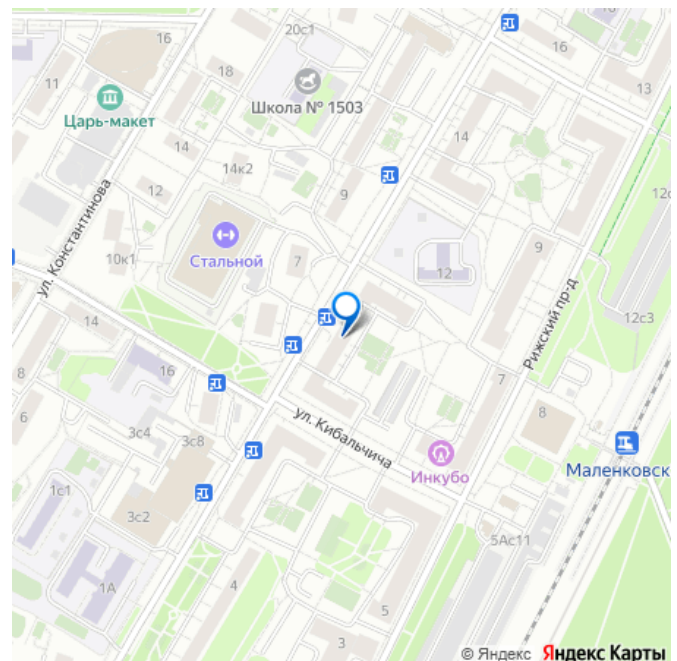 16
20с1
16
11
18
13
Царь-макет
Школа № 1503
14
14
14к2
12
9
12с
ул. Константинова
10к1
Стальной
7
12
9
12с3
Рижский пр-д
14
8
16
7
6
3с4
3с8
ул. Кибальчича
8
Инкубо
Маленковск
1с1
3с2
5Ас11
1А
4
5
3
© Яндекс Яндекс Карты